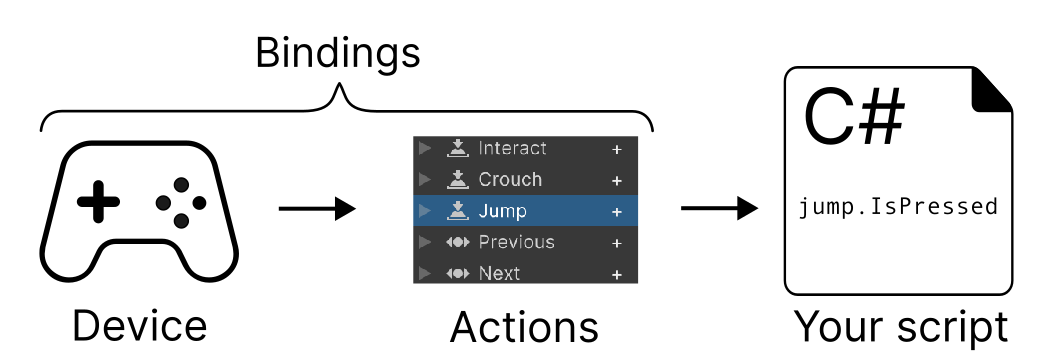 Bindings
Interact +
Crouch +
Jump +
Previous +
Next +
C#
jump.IsPressed
Device
Actions
Your script